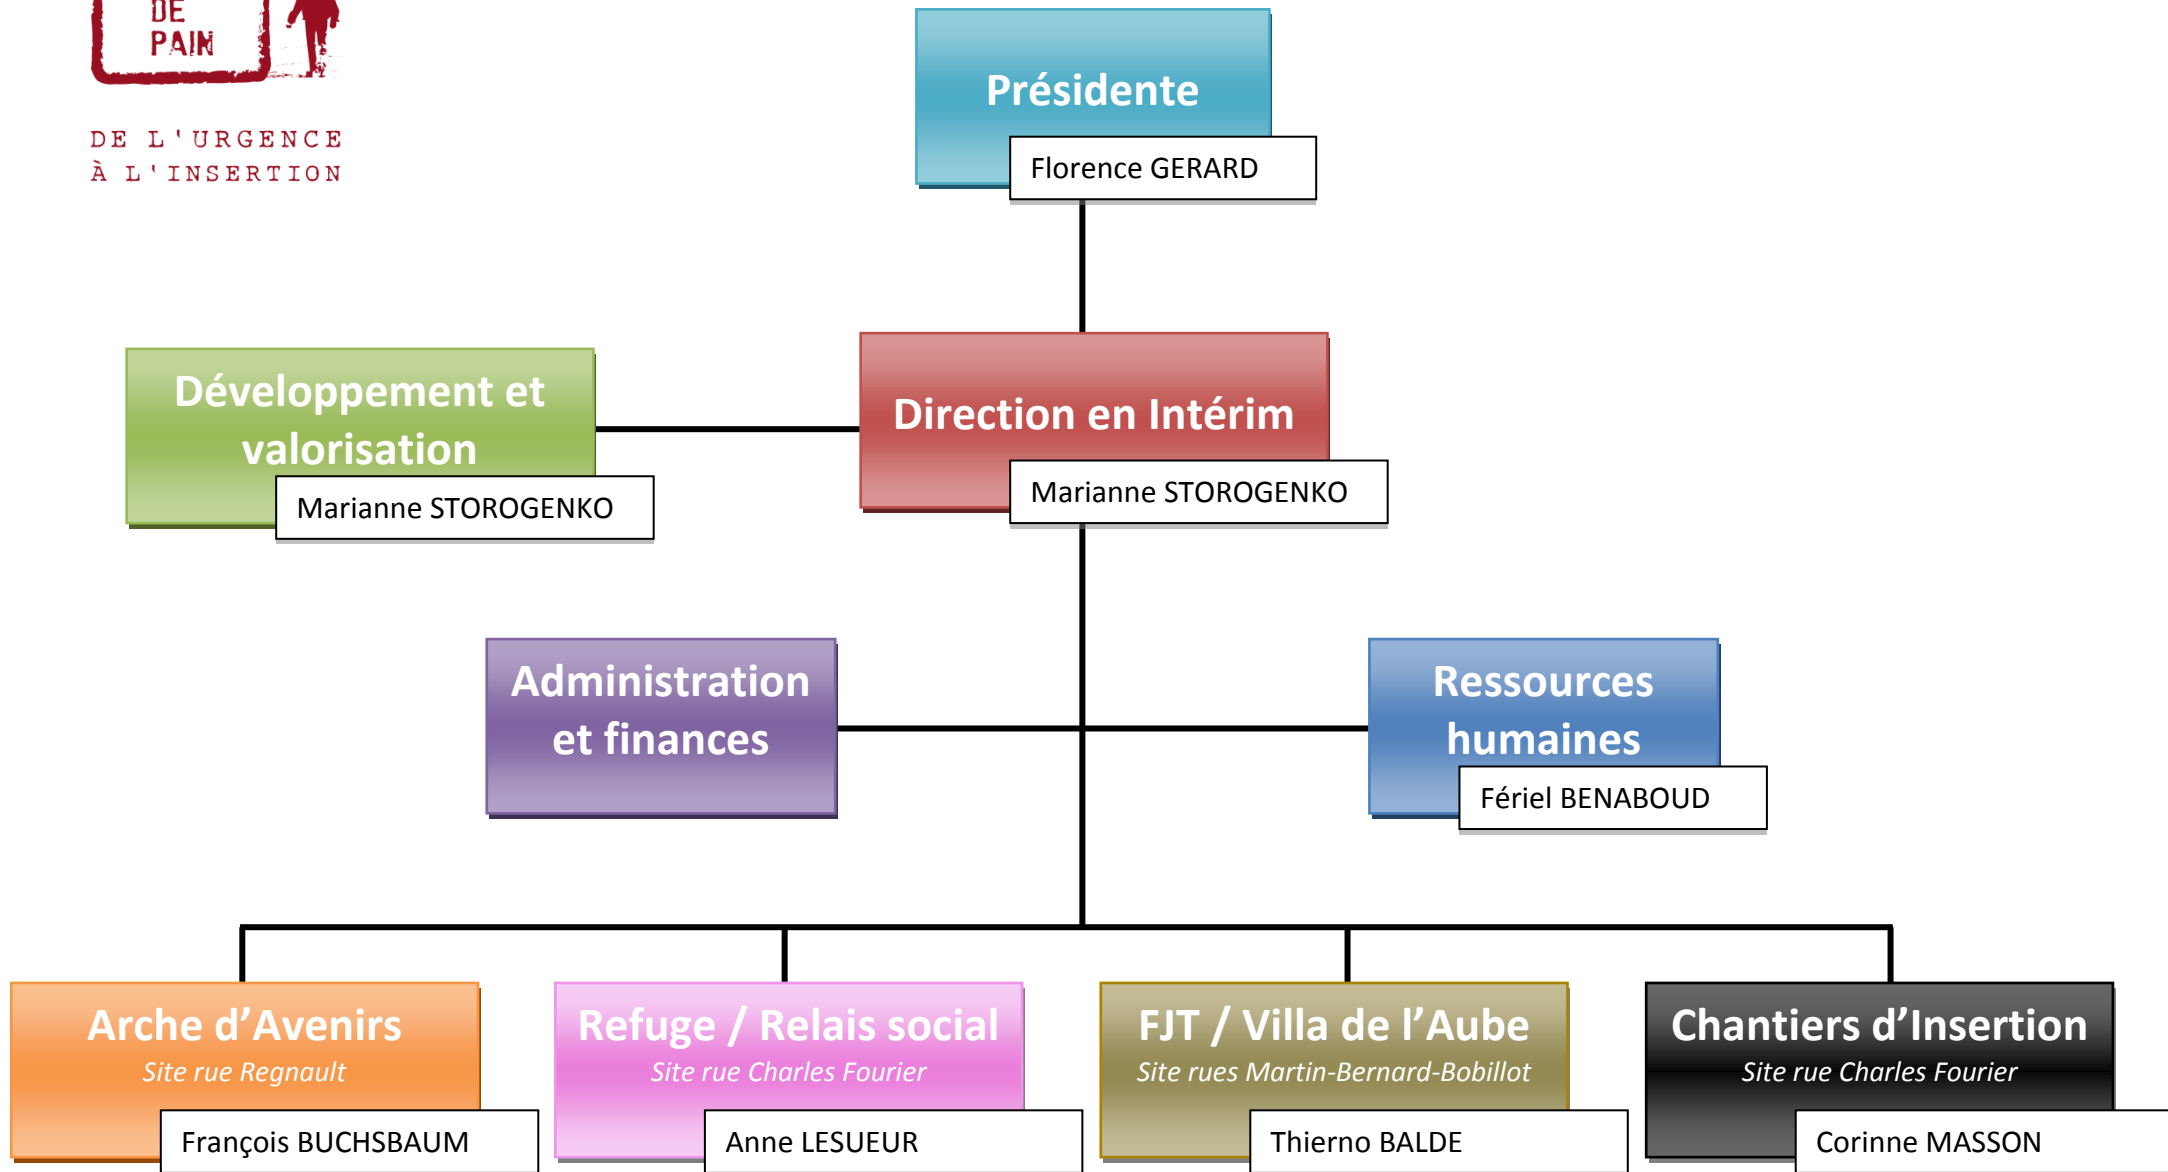 DE
PAIN
DE L'URGENCE
À L'INSERTION
Présidente
Florence GERARD
Développement et
valorisation
Marianne STOROGENKO
Direction en Intérim
Marianne STOROGENKO
Administration
et finances
Ressources
humaines
Fériel BENABOUD
Arche d’Avenirs
Site rue Regnault
François BUCHSBAUM
Refuge / Relais social
Site rue Charles Fourier
Anne LESUEUR
FJT / Villa de l’Aube
Site rues Martin-Bernard-Bobillot
Thierno BALDE
Chantiers d’Insertion
Site rue Charles Fourier
Corinne MASSON